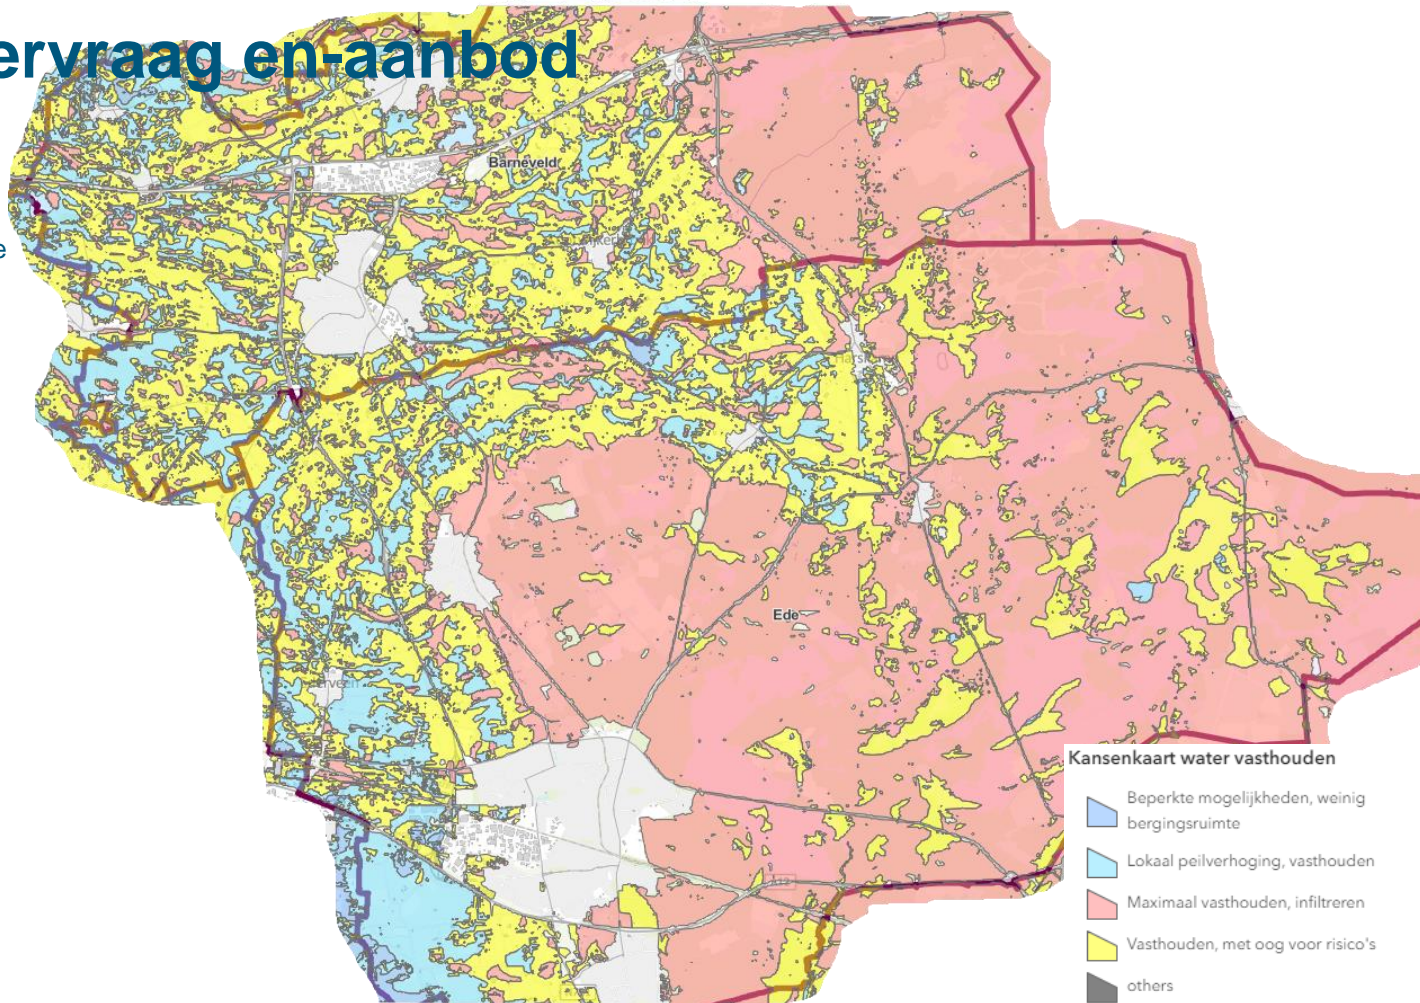 ervraag en-aanbod
Barneveld
e
Ede
Kansenkaart water vasthouden
Beperkte mogelijkheden, weinig
bergingsruimte
Lokaal peilverhoging, vasthouden
Maximaal vasthouden, infiltreren
Vasthouden, met oog voor risico's
others